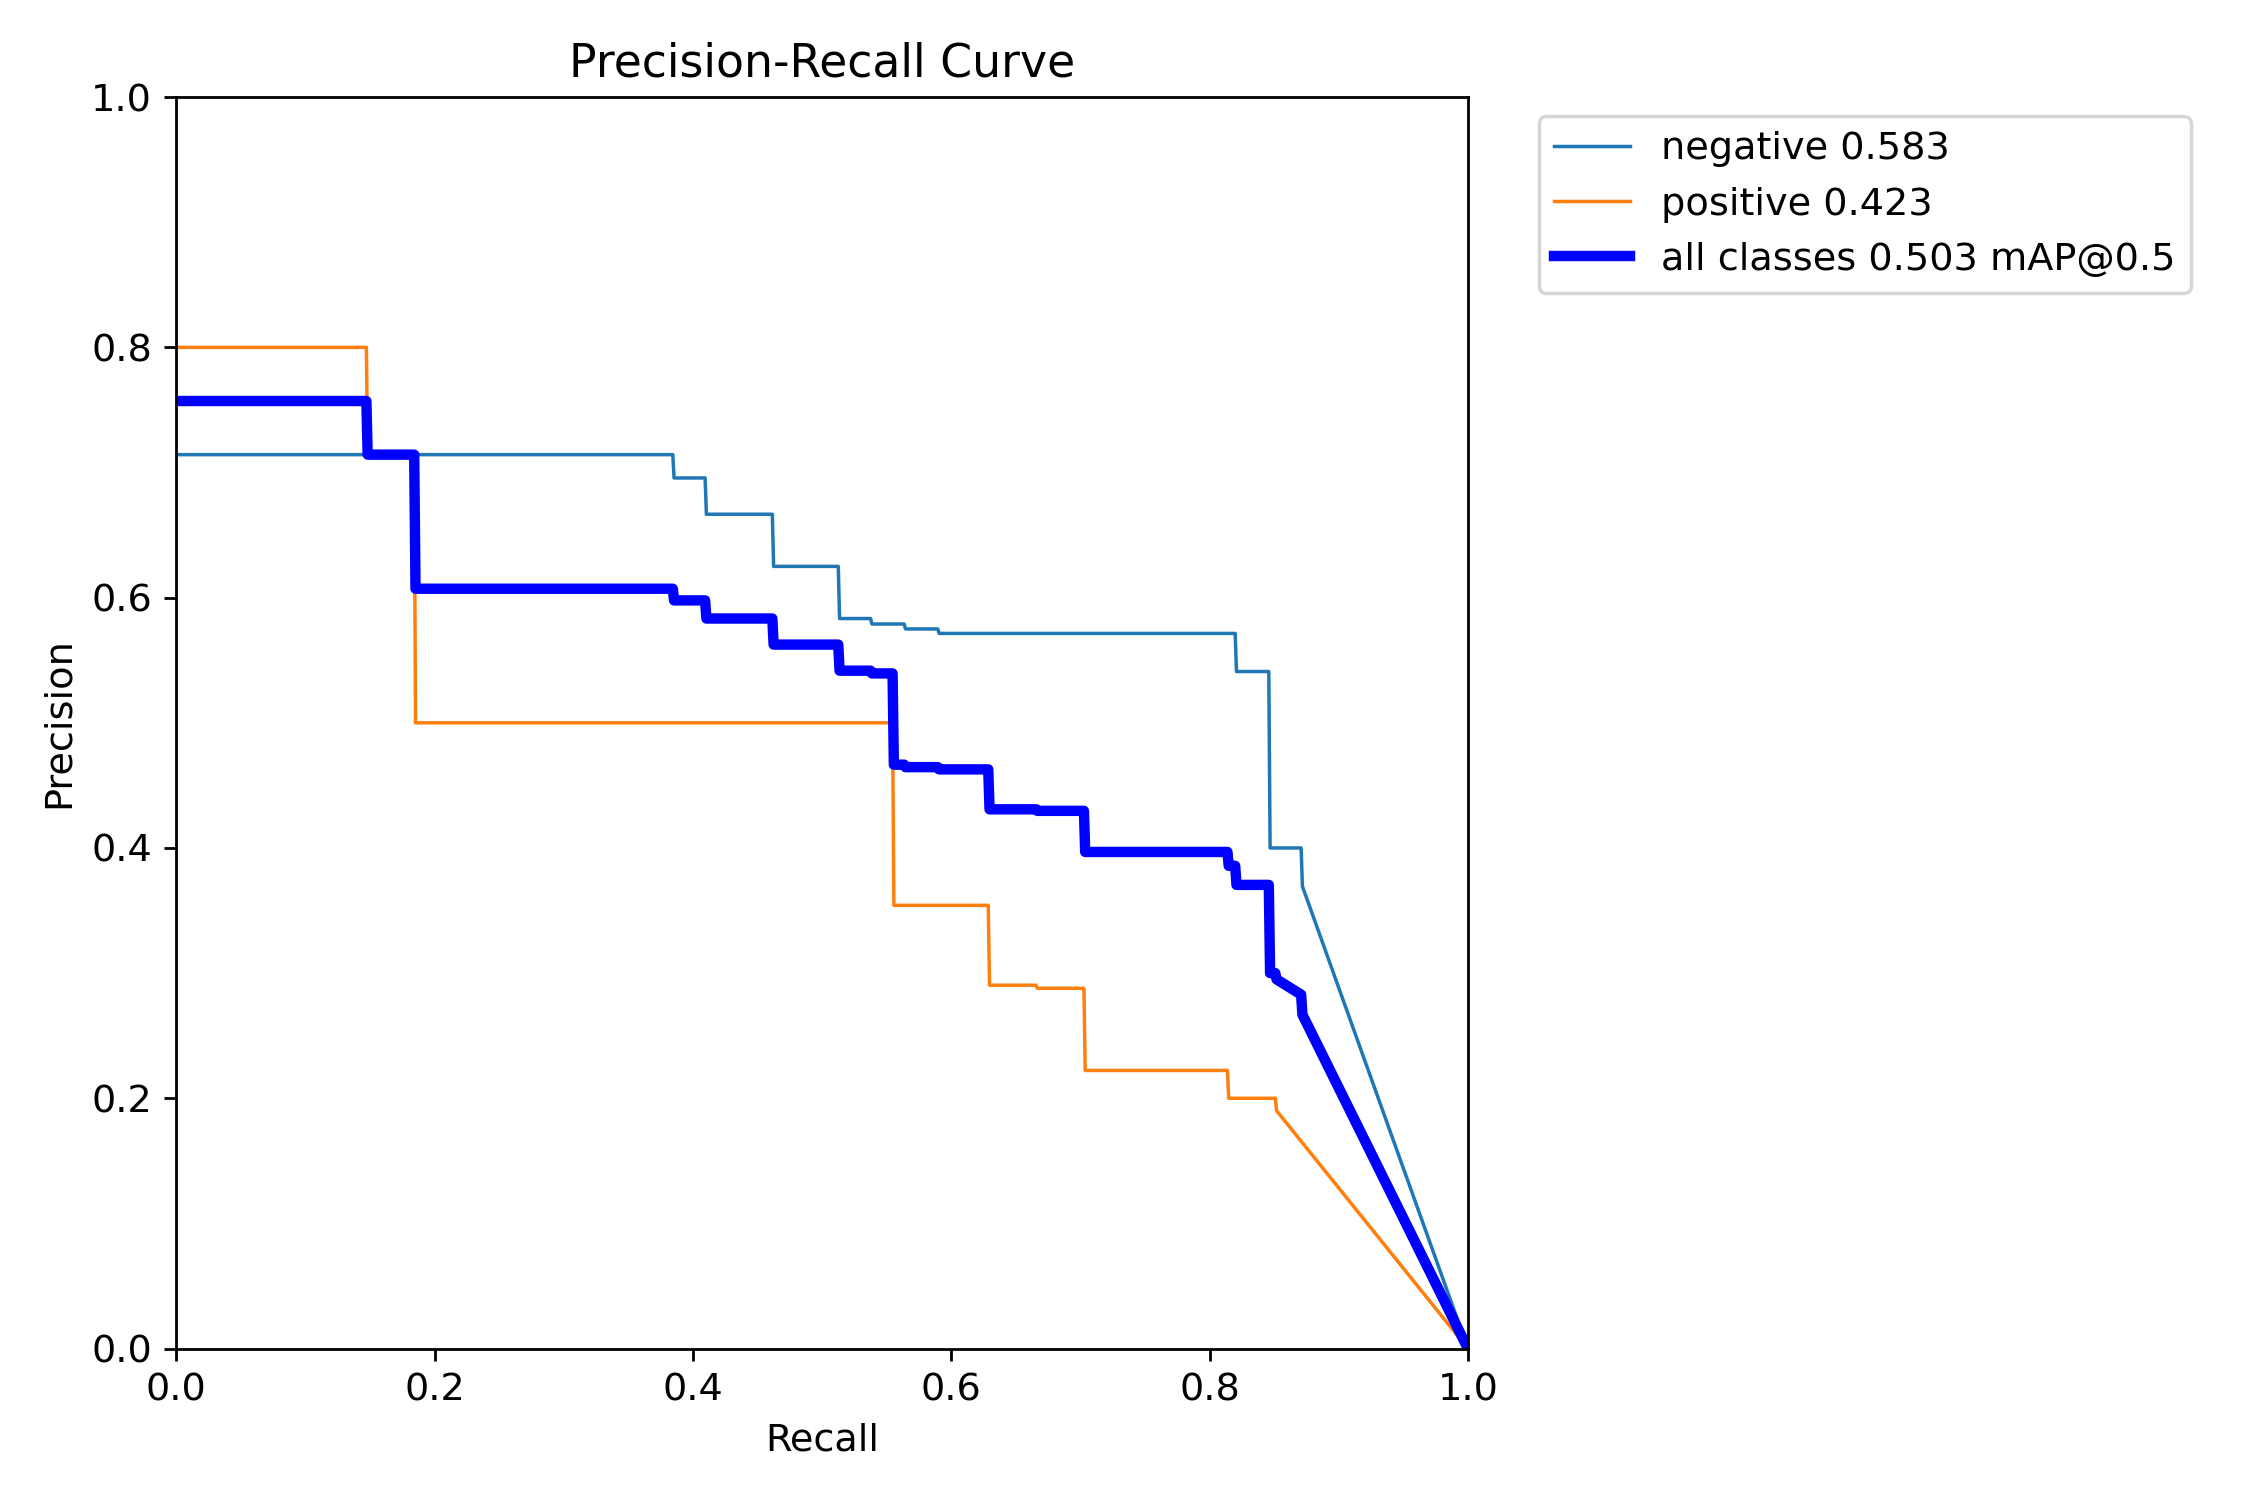 Precision-Recall Curve
1.0
0.8
0.6
0.4
0.2
0.0
Precision
0.0 0.2 0.4 0.6 0.8 1.0
Recall
negative 0.583
positive 0.423
all classes 0.503 mAP@0.5